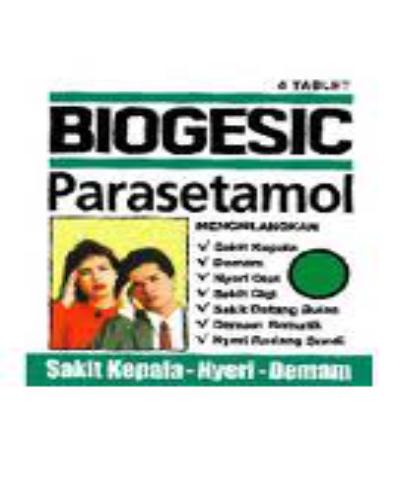 4 TABLET
BIOGESIC
Parasetamol
MENGHILANGKAN
√ Sakit Kepala
√ Demam
√ Nyeri Otot
√ Sakit Gigi
√ Sakit Datang Bulan
√ Demam Rematik
√ Nyeri Radang Sendi
Sakit Kepala - Nyeri - Demam